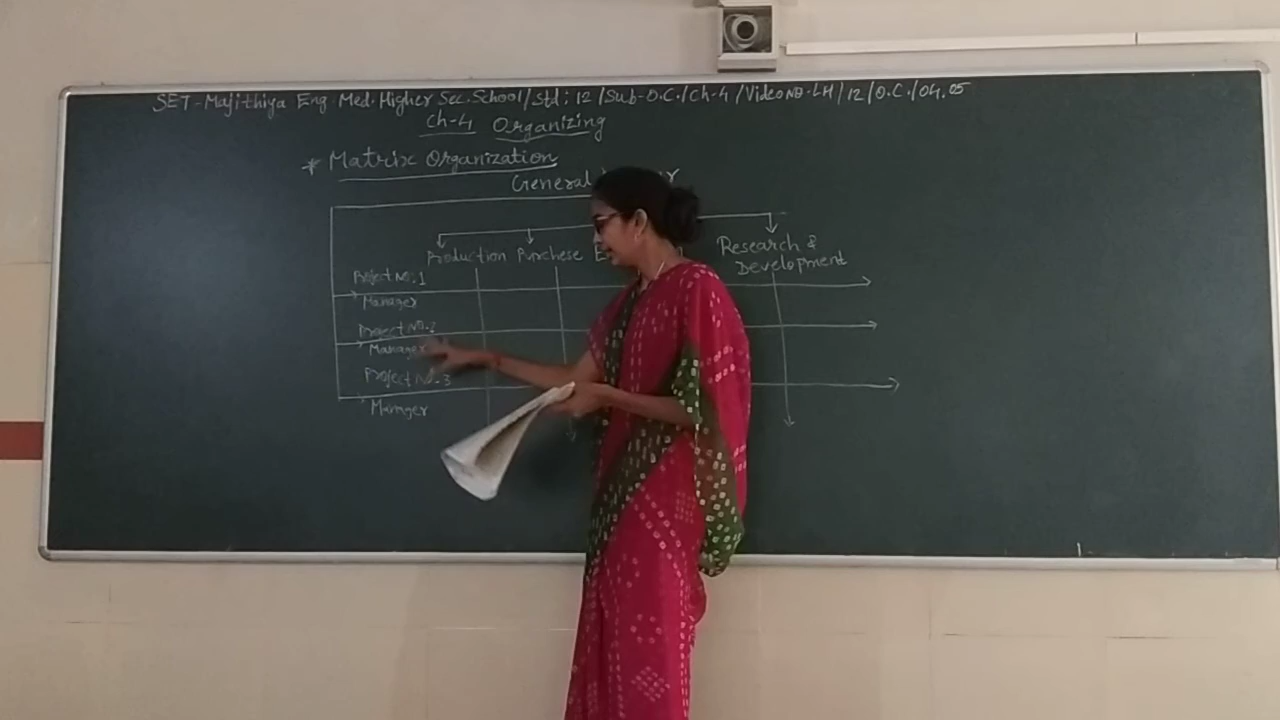 SET-Majithiya Eng. Med. Higher Sec. School/Std: 12/Sub-O.C./Ch-4/Video NO-LH/12/O.C./04.05
Ch-4 Organizing
* Matrix Organization
General
Production Purchese Research &
Development
Project No.1
Manager
Project No-2
Manager
Project No-3
Manager